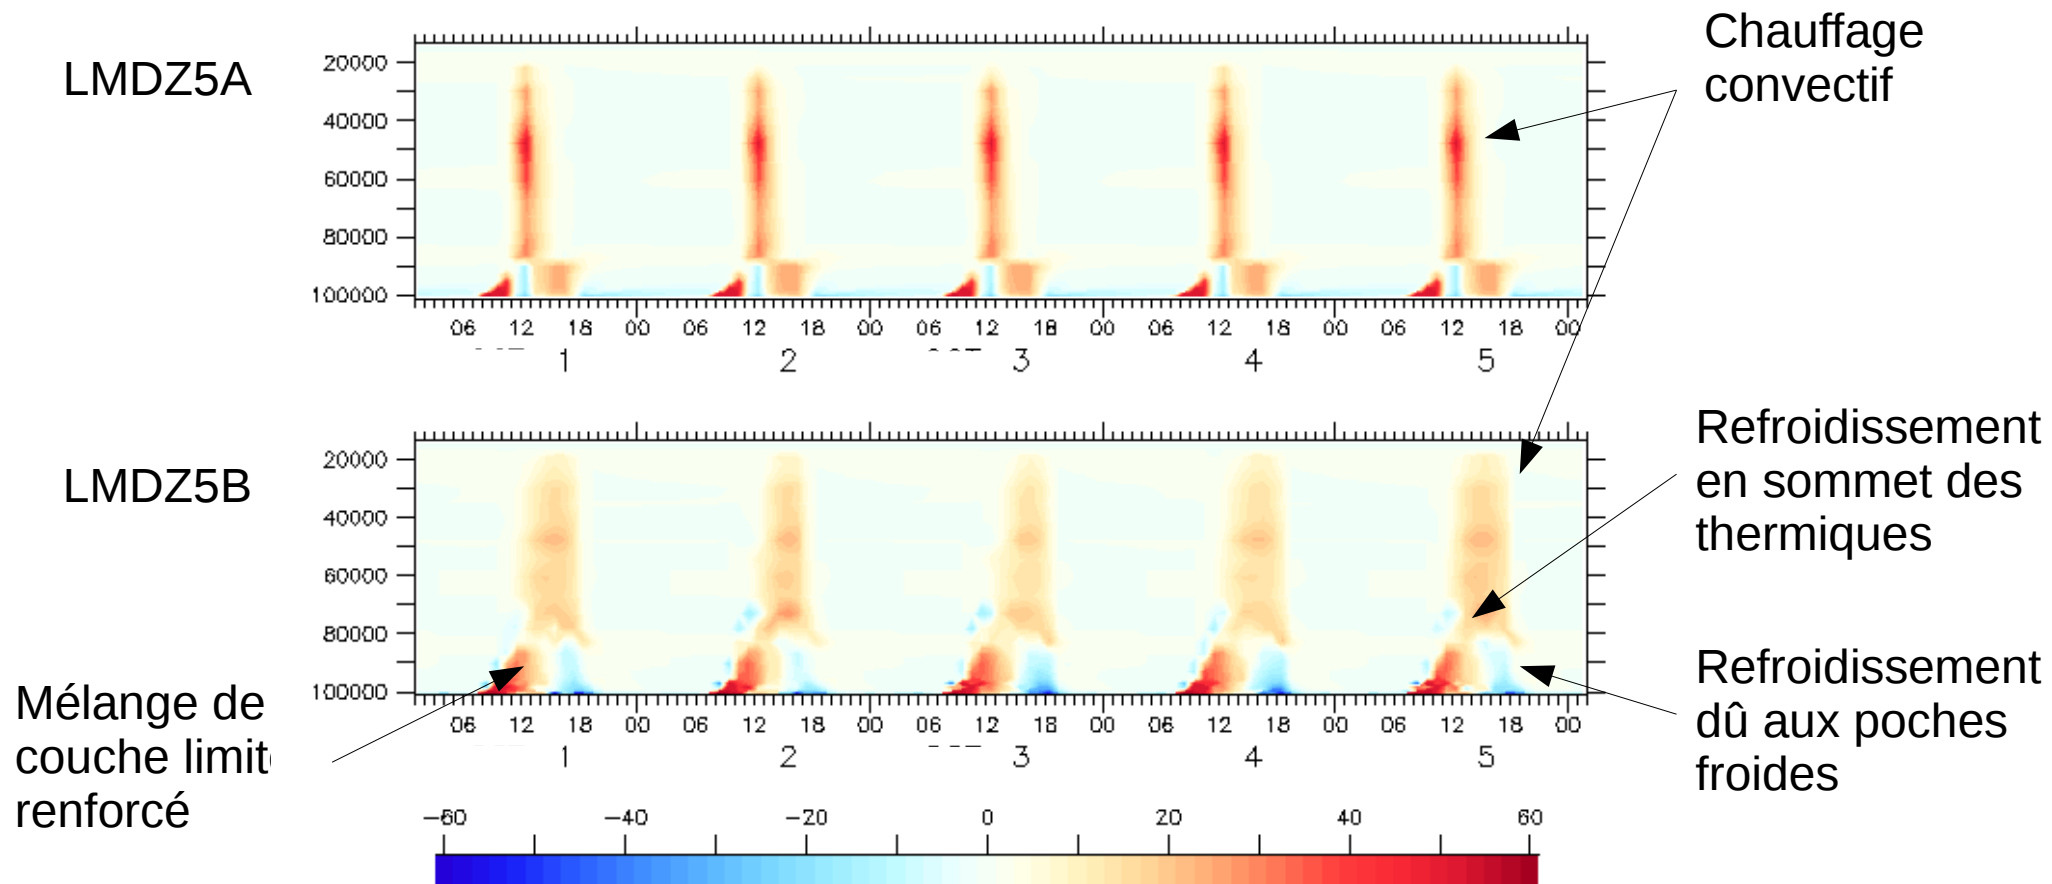 LMDZ5A
Chauffage
convectif
20000
40000
60000
80000
100000
06 12 18 00 06 12 18 00 06 12 18 00 06 12 18 00 06 12 18 00
1 2 3 4 5
LMDZ5B
Refroidissement
en sommet des
thermiques
20000
40000
60000
80000
100000
06 12 18 00 06 12 18 00 06 12 18 00 06 12 18 00 06 12 18 00
1 2 3 4 5
Refroidissement
dû aux poches
froides
Mélange de
couche limite
renforcé
−60 −40 −20 0 20 40 60